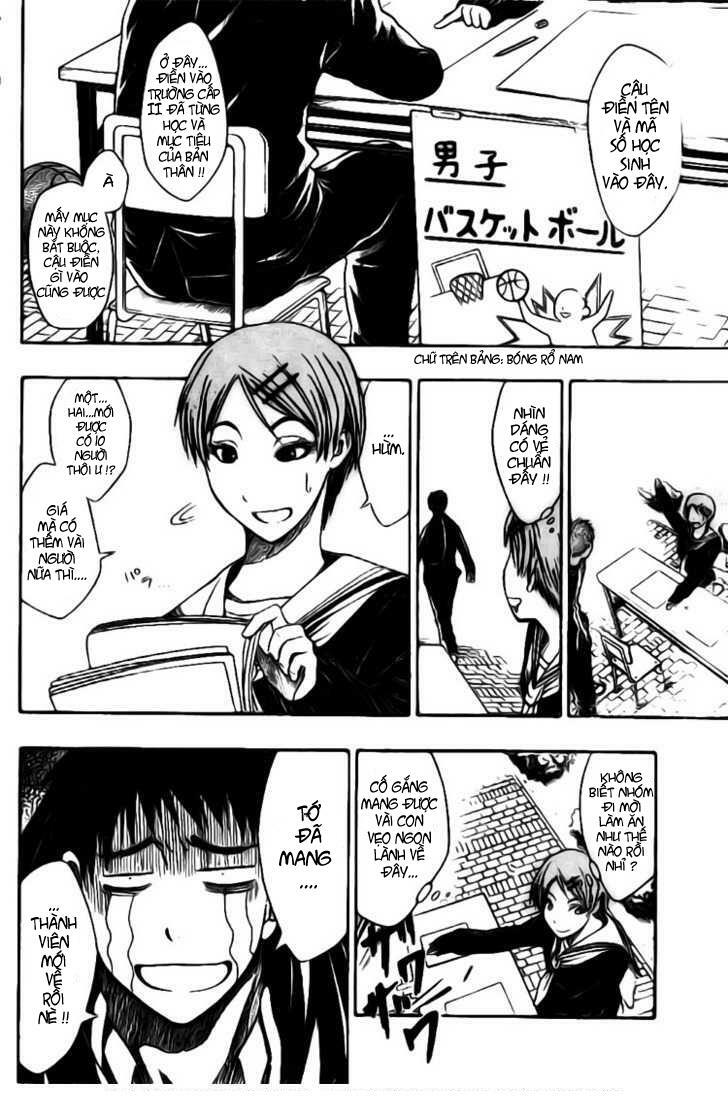 CẬU
ĐIỀN TÊN
VÀ MÃ
SỐ HỌC
SINH
VÀO ĐÂY.
Ở ĐÂY...
ĐIỀN VÀO
TRƯỜNG CẤP
II ĐÃ TỪNG
HỌC VÀ
MỤC TIÊU
CỦA BẢN
THÂN !!
À
MẤY MỤC
NÀY KHÔNG
BẮT BUỘC,
CẬU ĐIỀN
GÌ VÀO
CŨNG ĐƯỢC
男子
バスケットボール
CHỮ TRÊN BẢNG: BÓNG RỔ NAM
NHÌN
DÁNG
CÓ VẺ
CHUẨN
ĐẤY !!
...
HỪM.
MỘT...
HAI...MỚI
ĐƯỢC
CÓ 10
NGƯỜI
THÔI Ư !?
GIÁ
MÀ CÓ
THÊM VÀI
NGƯỜI
NỮA THÌ....
KHÔNG
BIẾT NHÓM
ĐI MỜI
LÀM ĂN
NHƯ THẾ
NÀO RỒI
NHỈ ?
CỐ GẮNG
MANG ĐƯỢC
VÀI CON
VẸO NGON
LÀNH VỀ
ĐÂY...
ザッ
ザワ
TỚ
ĐÃ
MANG
....
...
THÀNH
VIÊN
MỚI
VỀ
RỒI
NÈ !!